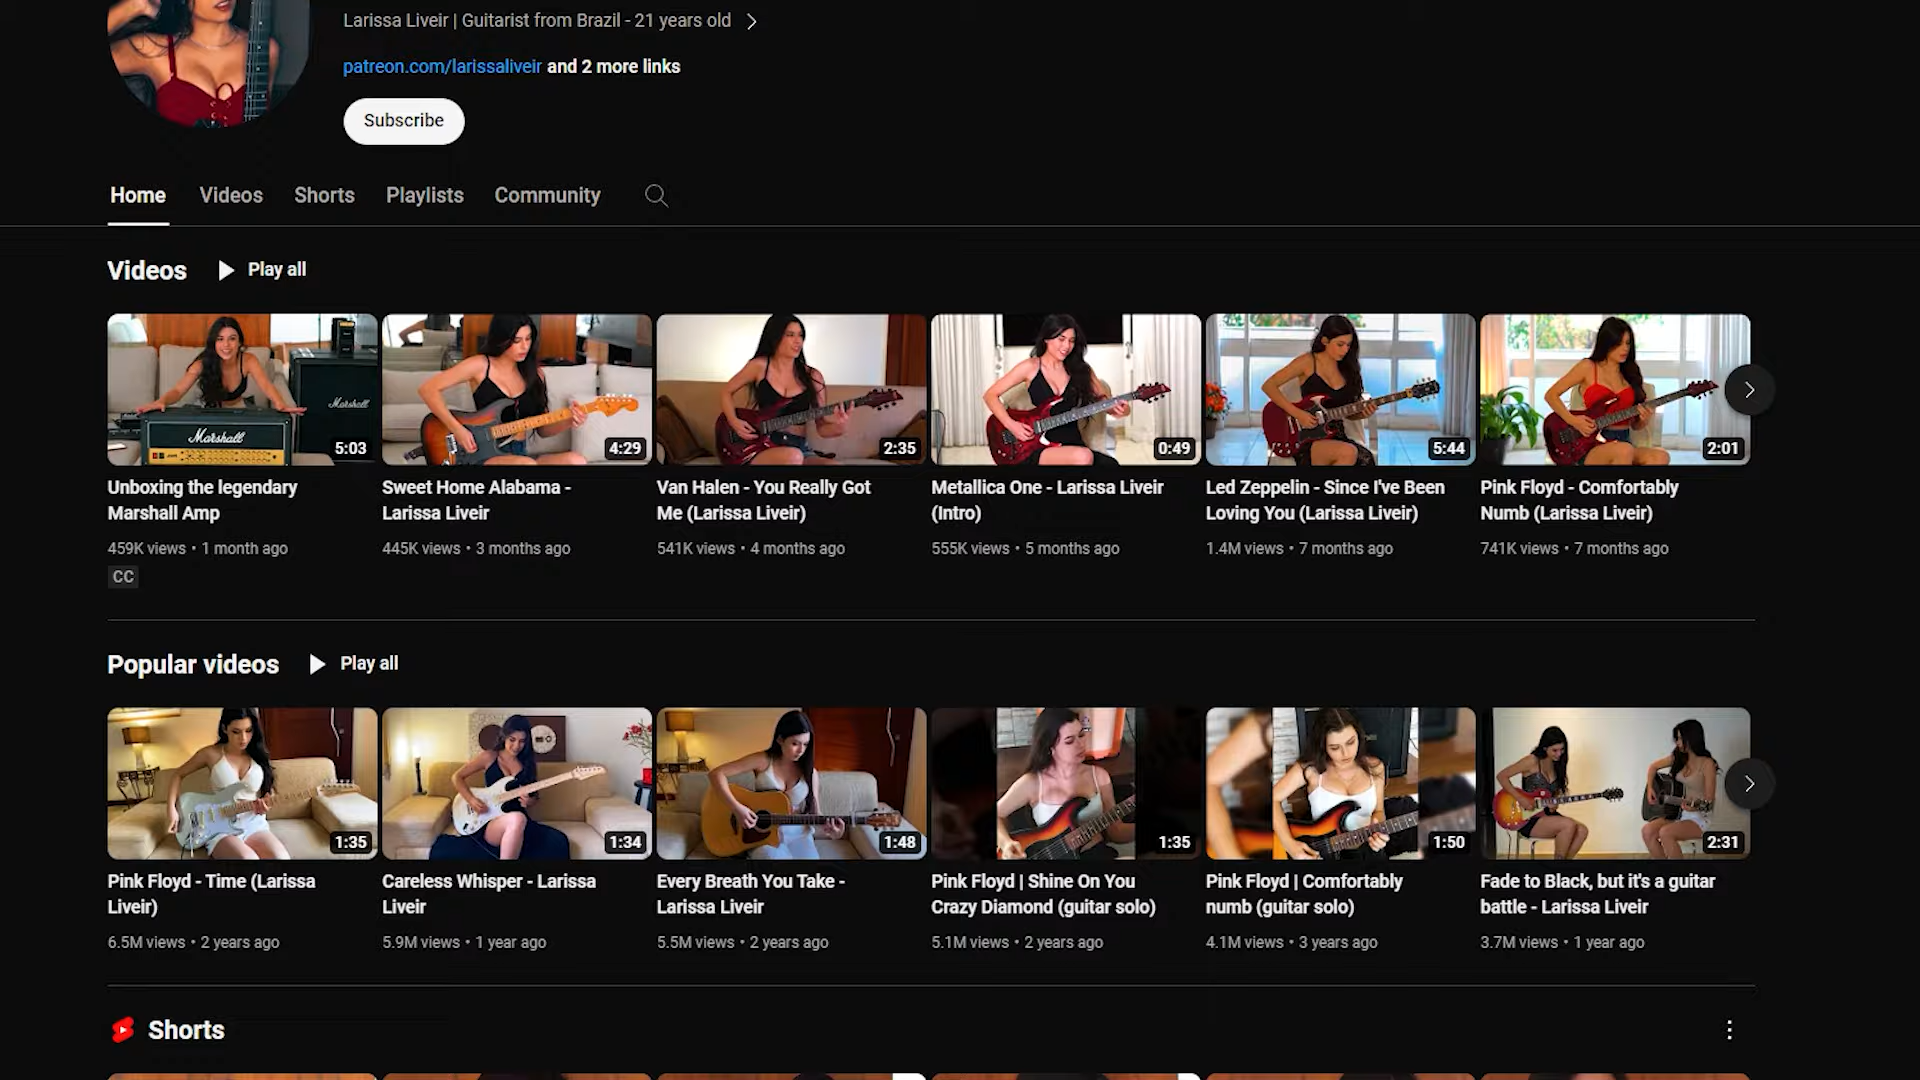 Larissa Liveir | Guitarist from Brazil - 21 years old
patreon.com/larissaliveir and 2 more links
Subscribe
Home Videos Shorts Playlists Community
Videos Play all
Marshall
Marshall
5:03
4:29
2:35
0:49
5:44
2:01
Unboxing the legendary
Marshall Amp
459K views • 1 month ago
CC
Sweet Home Alabama -
Larissa Liveir
445K views • 3 months ago
Van Halen - You Really Got
Me (Larissa Liveir)
541K views • 4 months ago
Metallica One - Larissa Liveir
(Intro)
555K views • 5 months ago
Led Zeppelin - Since I've Been
Loving You (Larissa Liveir)
1.4M views • 7 months ago
Pink Floyd - Comfortably
Numb (Larissa Liveir)
741K views • 7 months ago
Popular videos Play all
1:35
1:34
1:48
1:35
1:50
2:31
Pink Floyd - Time (Larissa
Liveir)
6.5M views • 2 years ago
Careless Whisper - Larissa
Liveir
5.9M views • 1 year ago
Every Breath You Take -
Larissa Liveir
5.5M views • 2 years ago
Pink Floyd | Shine On You
Crazy Diamond (guitar solo)
5.1M views • 2 years ago
Pink Floyd | Comfortably
numb (guitar solo)
4.1M views • 3 years ago
Fade to Black, but it's a guitar
battle - Larissa Liveir
3.7M views • 1 year ago
Shorts